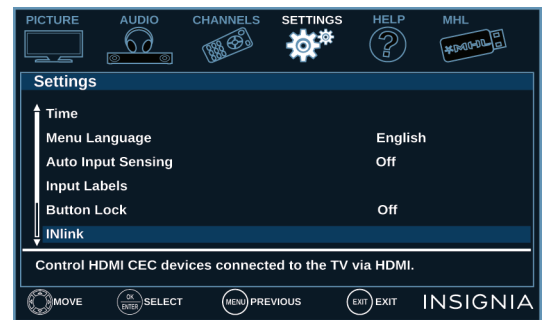 PICTURE AUDIO CHANNELS SETTINGS HELP MHL
?
MHL
Settings
Time
Menu Language English
Auto Input Sensing Off
Input Labels
Button Lock Off
INlink
Control HDMI CEC devices connected to the TV via HDMI.
MOVE OK ENTER SELECT MENU PREVIOUS EXIT EXIT INSIGNIA